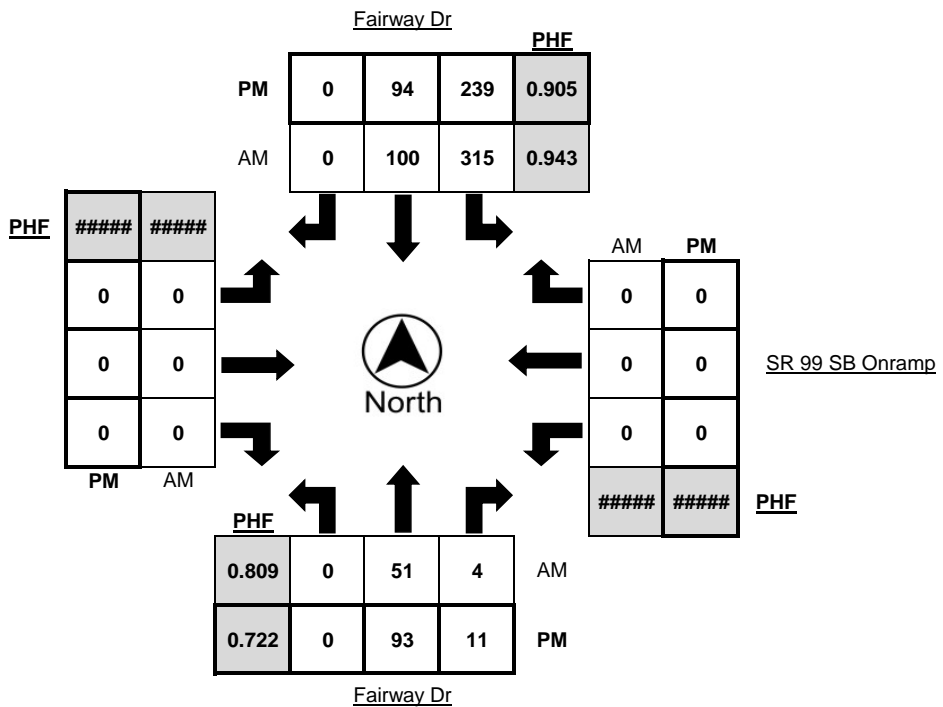 Fairway Dr
PHF
PM 0 94 239 0.905
AM 0 100 315 0.943
PHF ##### #####
AM PM
0 0
0 0
0 0 SR 99 SB Onramp
0 0
North
0 0
0 0
PM AM
##### ##### PHF
PHF
0.809 0 51 4 AM
0.722 0 93 11 PM
Fairway Dr